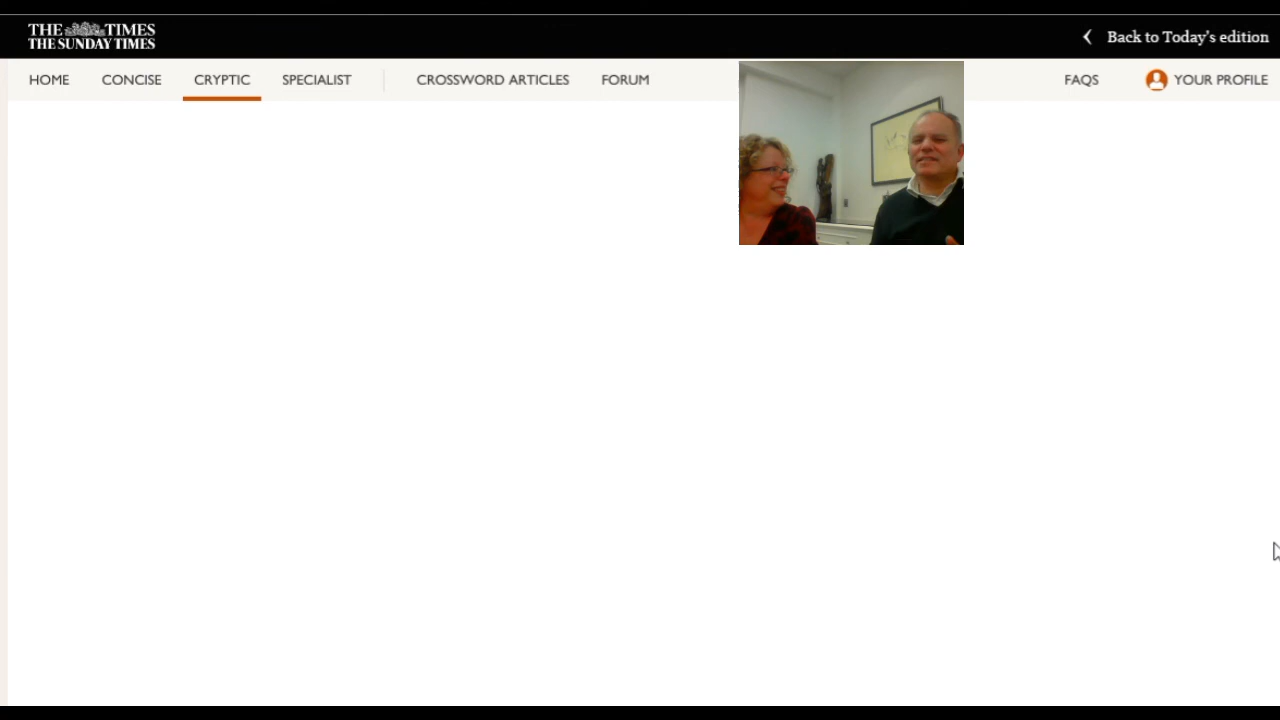 THE TIMES
THE SUNDAY TIMES
Back to Today's edition
HOME CONCISE CRYPTIC SPECIALIST CROSSWORD ARTICLES FORUM FAQS YOUR PROFILE